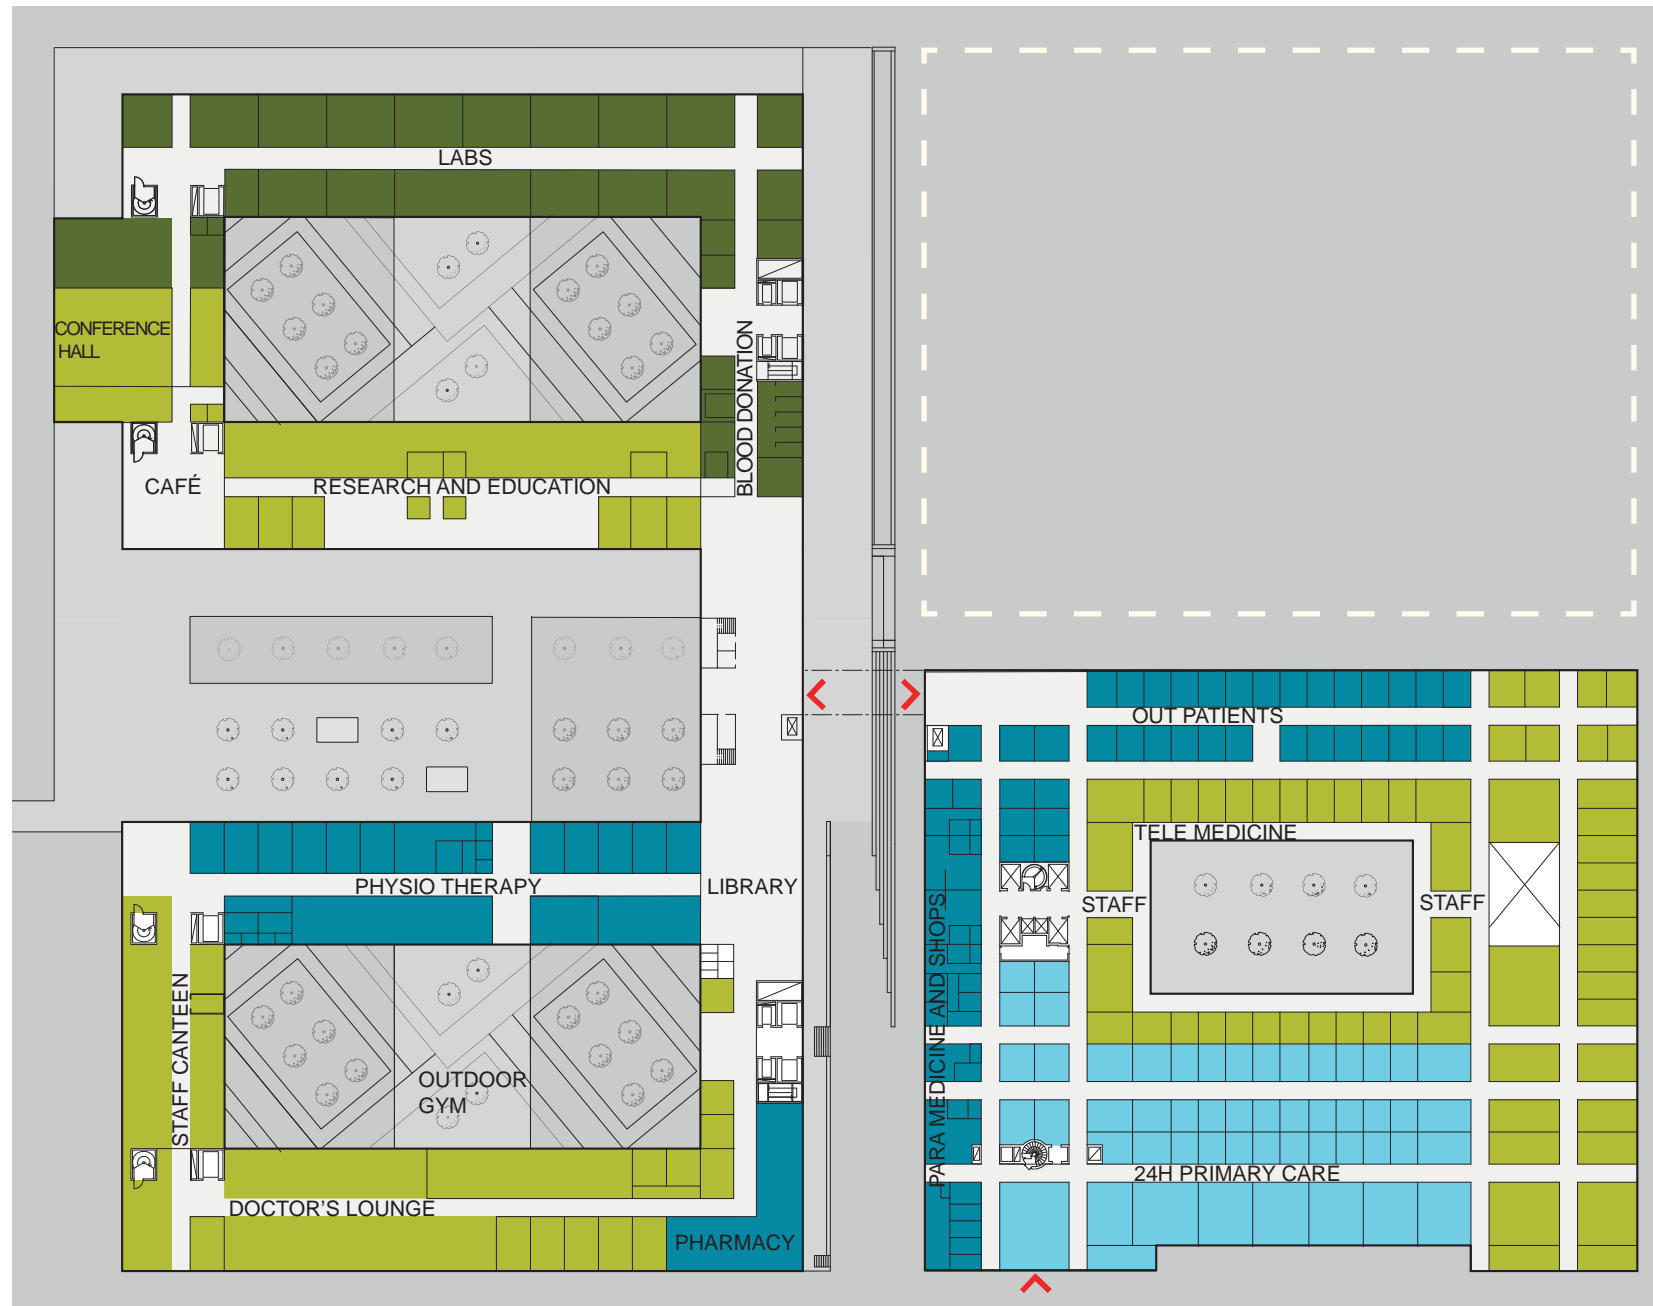 LABS
CONFERENCE
HALL
BLOOD DONATION
CAFÉ
RESEARCH AND EDUCATION
OUT PATIENTS
TELE MEDICINE
PHYSIO THERAPY
LIBRARY
STAFF
STAFF
PARA MEDICINE AND SHOPS
STAFF CANTEEN
OUTDOOR
GYM
24H PRIMARY CARE
DOCTOR'S LOUNGE
PHARMACY